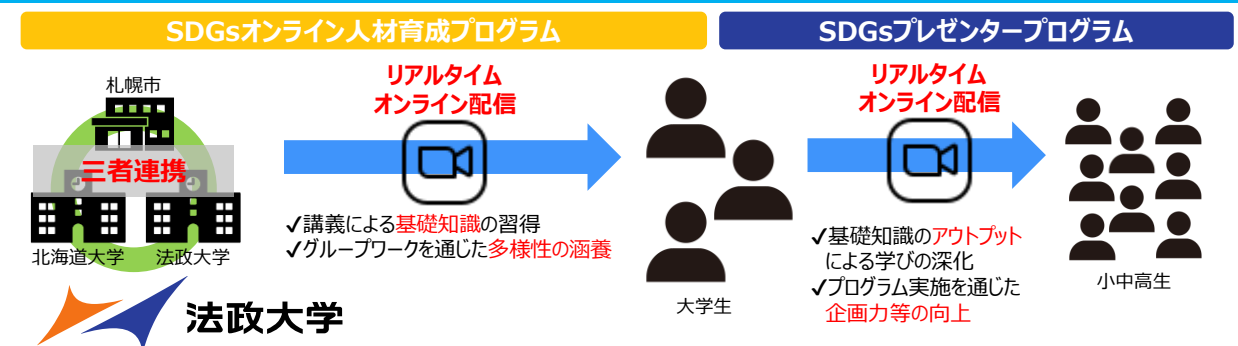 SDGsオンライン人材育成プログラム
SDGsプレゼンタープログラム
札幌市
三者連携
北海道大学
法政大学
リアルタイム
オンライン配信
✓講義による基礎知識の習得
✓グループワークを通じた多様性の涵養
大学生
リアルタイム
オンライン配信
✓基礎知識のアウトプット
による学びの深化
✓プログラム実施を通じた
企画力等の向上
小中高生
法政大学